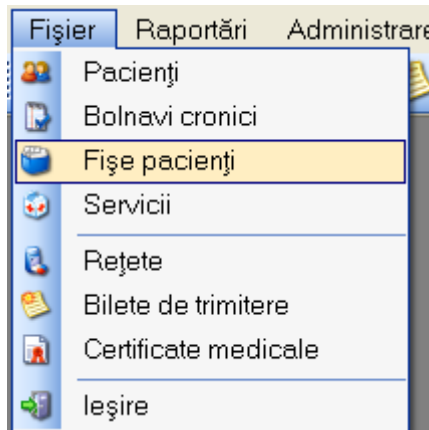 Fişier Raportări Administrare
Pacienţi
Bolnavi cronici
Fişe pacienţi
Servicii
Reţete
Bilete de trimitere
Certificate medicale
Ieşire